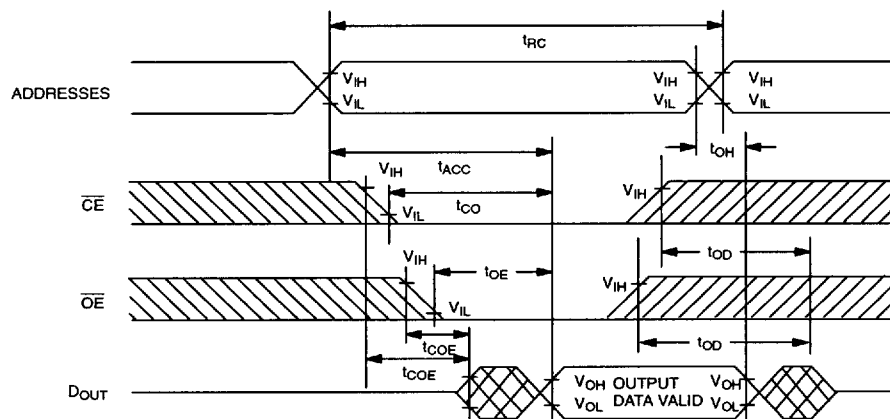 tRC
ADDRESSES
VIH
VIL
VIH
VIL
VIH
VIL
tOH
tACC
VIH
tCO
VIH
CE
VIL
tOD
VIH
tOE
VIH
OE
VIL
tCOE
tOD
tCOE
DOUT
VOH OUTPUT VOH
VOL DATA VALID VOL